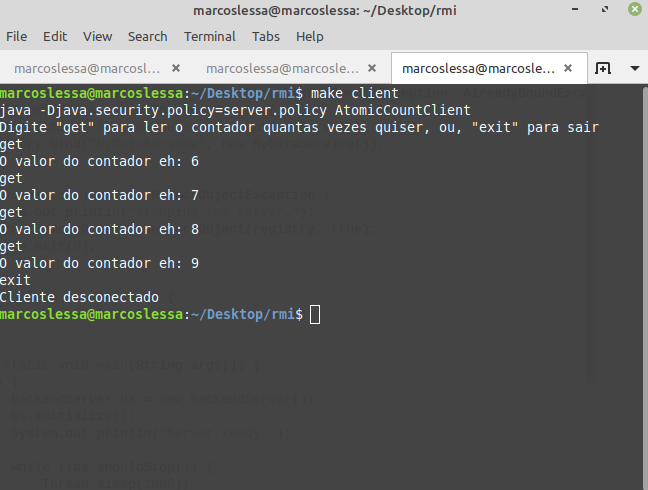 marcoslessa@marcoslessa: ~/Desktop/rmi
File Edit View Search Terminal Tabs Help
marcoslessa@marcosl... × marcoslessa@marcosle... × marcoslessa@marcosle... ×
marcoslessa@marcoslessa:~/Desktop/rmi$ make client
java -Djava.security.policy=server.policy AtomicCountClient
Digite "get" para ler o contador quantas vezes quiser, ou, "exit" para sair
get
O valor do contador eh: 6
get
O valor do contador eh: 7
get
O valor do contador eh: 8
get
O valor do contador eh: 9
exit
Cliente desconectado
marcoslessa@marcoslessa:~/Desktop/rmi$